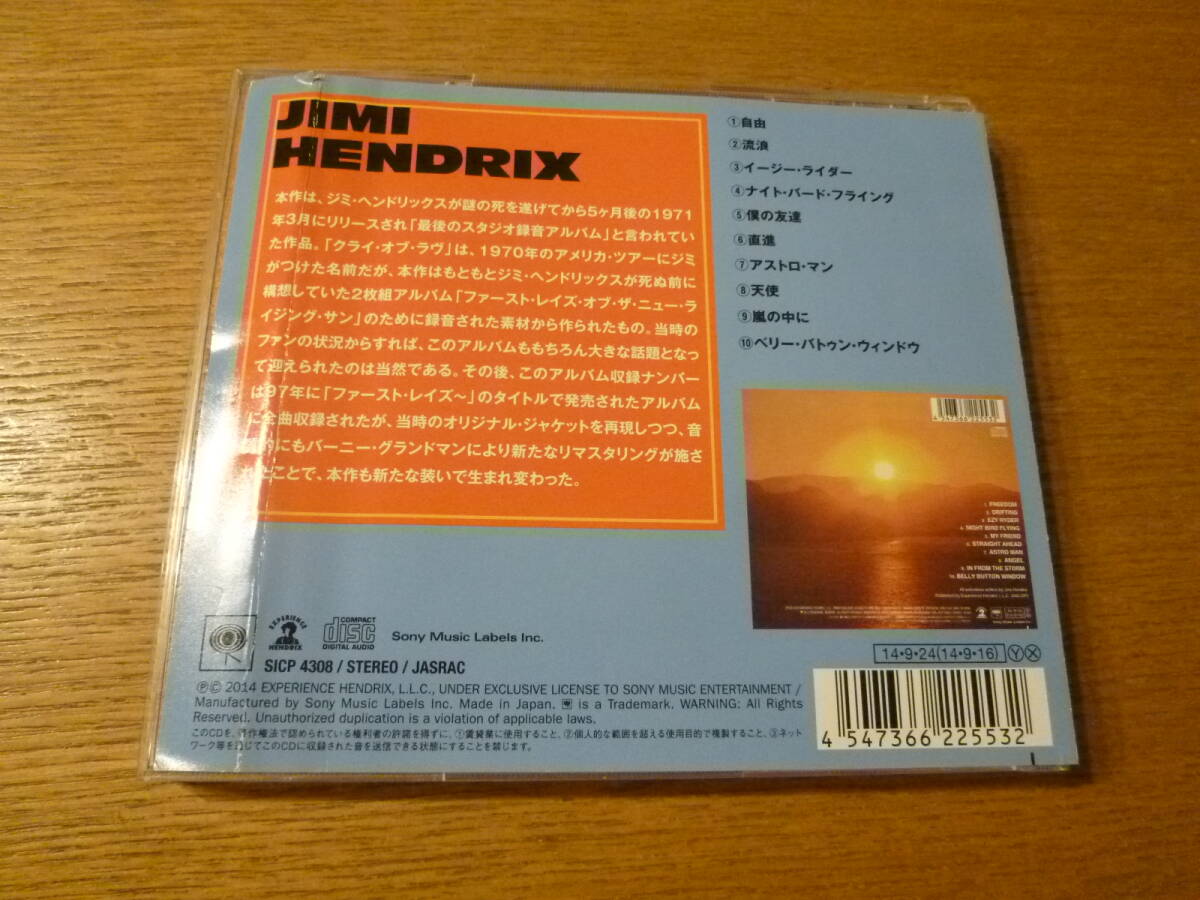 JIMI
HENDRIX
本作は、ジミ・ヘンドリックスが謎の死を遂げてから5ヶ月後の1971
年3月にリリースされ「最後のスタジオ録音アルバム」と言われてい
た作品。「クライ・オブ・ラヴ」は、1970年のアメリカ・ツアーにジミ
がつけた名前だが、本作はもともとジミ・ヘンドリックスが死ぬ前に
構想していた2枚組アルバム「ファースト・レイズ・オブ・ザ・ニュー・ラ
イジング・サン」のために録音された素材から作られたもの。当時の
ファンの状況からすれば、このアルバムももちろん大きな話題となっ
て迎えられたのは当然である。その後、このアルバム収録ナンバー
は97年に「ファースト・レイズ〜」のタイトルで発売されたアルバム
に全曲収録されたが、当時のオリジナル・ジャケットを再現しつつ、音
的にもバーニー・グランドマンにより新たなリマスタリングが施さ
れたことで、本作も新たな装いで生まれ変わった。
①自由
②流浪
③イージー・ライダー
④ナイト・バード・フライング
⑤僕の友達
⑥直進
⑦アストロ・マン
⑧天使
⑨嵐の中に
⑩ベリー・バトゥン・ウィンドウ
4 547366 225532
1. FREEDOM
2. DRIFTING
3. EZY RYDER
4. NIGHT BIRD FLYING
5. MY FRIEND
6. STRAIGHT AHEAD
7. ASTRO MAN
8. ANGEL
9. IN FROM THE STORM
10. BELLY BUTTON WINDOW
EXPERIENCE
HENDRIX
COMPACT
disc
DIGITAL AUDIO
Sony Music Labels Inc.
SICP 4308 / STEREO / JASRAC
14・9・24(14・9・16) Ⓨ Ⓧ
℗© 2014 EXPERIENCE HENDRIX, L.L.C., UNDER EXCLUSIVE LICENSE TO SONY MUSIC ENTERTAINMENT /
Manufactured by Sony Music Labels Inc. Made in Japan. is a Trademark. WARNING: All Rights
Reserved. Unauthorized duplication is a violation of applicable laws.
このCDを、著作権法で認められている権利者の許諾を得ずに、①賃貸業に使用すること、②個人的な範囲を超える使用目的で複製すること、③ネット
ワーク等を通じてこのCDに収録された音を送信できる状態にすることを禁じます。
4 547366 225532